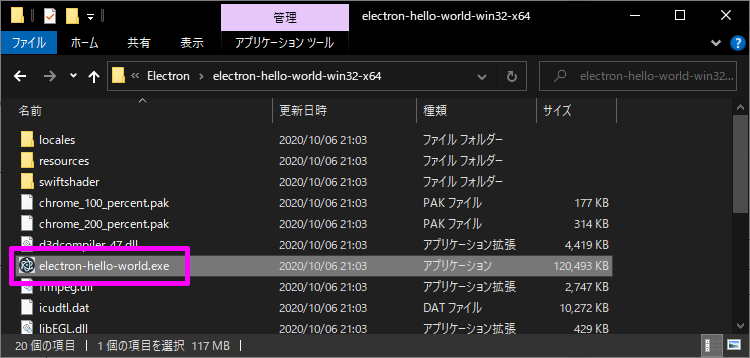 管理
electron-hello-world-win32-x64
ファイル ホーム 共有 表示 アプリケーション ツール
« Electron › electron-hello-world-win32-x64
electron-hello-world-win32...
名前 更新日時 種類 サイズ
locales 2020/10/06 21:03 ファイル フォルダー
resources 2020/10/06 21:03 ファイル フォルダー
swiftshader 2020/10/06 21:03 ファイル フォルダー
chrome_100_percent.pak 2020/10/06 21:03 PAK ファイル 177 KB
chrome_200_percent.pak 2020/10/06 21:03 PAK ファイル 314 KB
d3dcompiler_47.dll 2020/10/06 21:03 アプリケーション拡張 4,419 KB
electron-hello-world.exe 2020/10/06 21:03 アプリケーション 120,493 KB
ffmpeg.dll 2020/10/06 21:03 アプリケーション拡張 2,747 KB
icudtl.dat 2020/10/06 21:03 DAT ファイル 10,272 KB
libEGL.dll 2020/10/06 21:03 アプリケーション拡張 429 KB
20 個の項目 1 個の項目を選択 117 MB